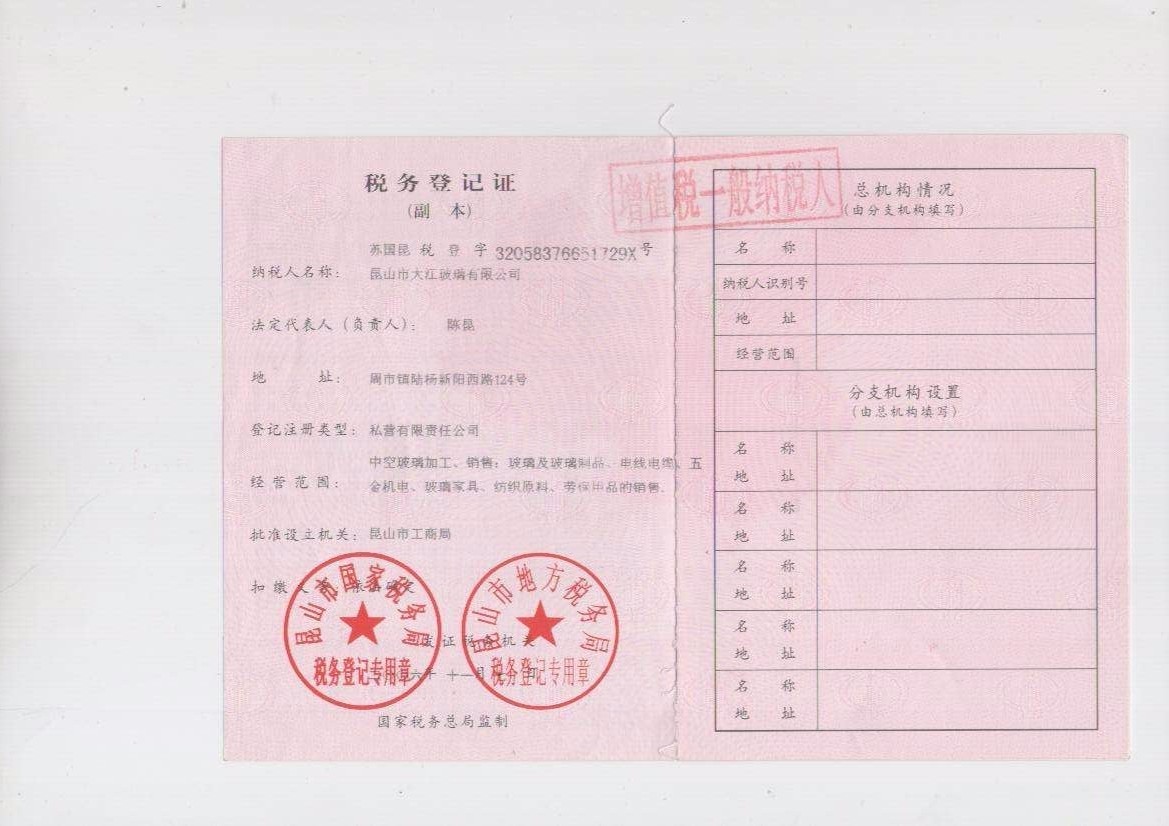 税务登记证
(副 本)
苏国昆 税 登 字 32058376651729X 号
纳税人名称: 昆山市大江玻璃有限公司
法定代表人(负责人): 陈昆
地 址: 周市镇陆杨新阳西路124号
登记注册类型: 私营有限责任公司
经营范围: 中空玻璃加工、销售; 玻璃及玻璃制品、电线电缆、五
金机电、玻璃家具、纺织原料、劳保用品的销售.
批准设立机关: 昆山市工商局
扣缴
昆山市国家税务局
税务登记专用章
昆山市地方税务局
税务登记专用章
发证税务机关
六年 十一月
国家税务总局监制
增值税一般纳税人
总机构情况
(由分支机构填写)
名 称
纳税人识别号
地 址
经营范围
分支机构设置
(由总机构填写)
名 称
地 址
名 称
地 址
名 称
地 址
名 称
地 址
名 称
地 址